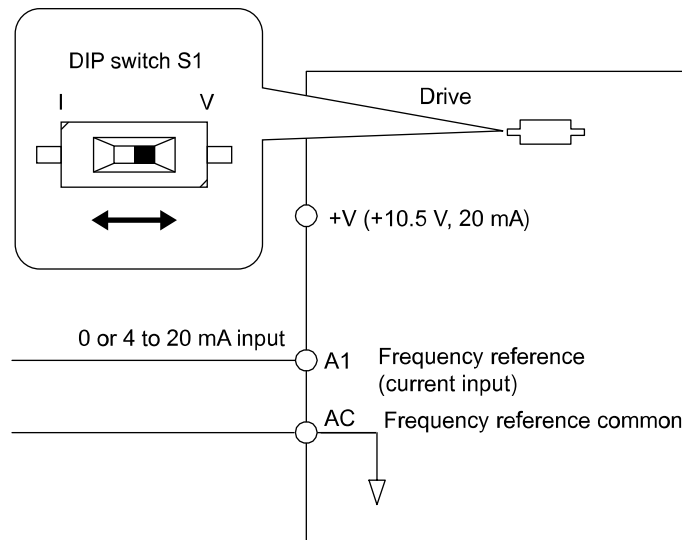 DIP switch S1
I V
Drive
+V (+10.5 V, 20 mA)
0 or 4 to 20 mA input
A1 Frequency reference
(current input)
AC Frequency reference common